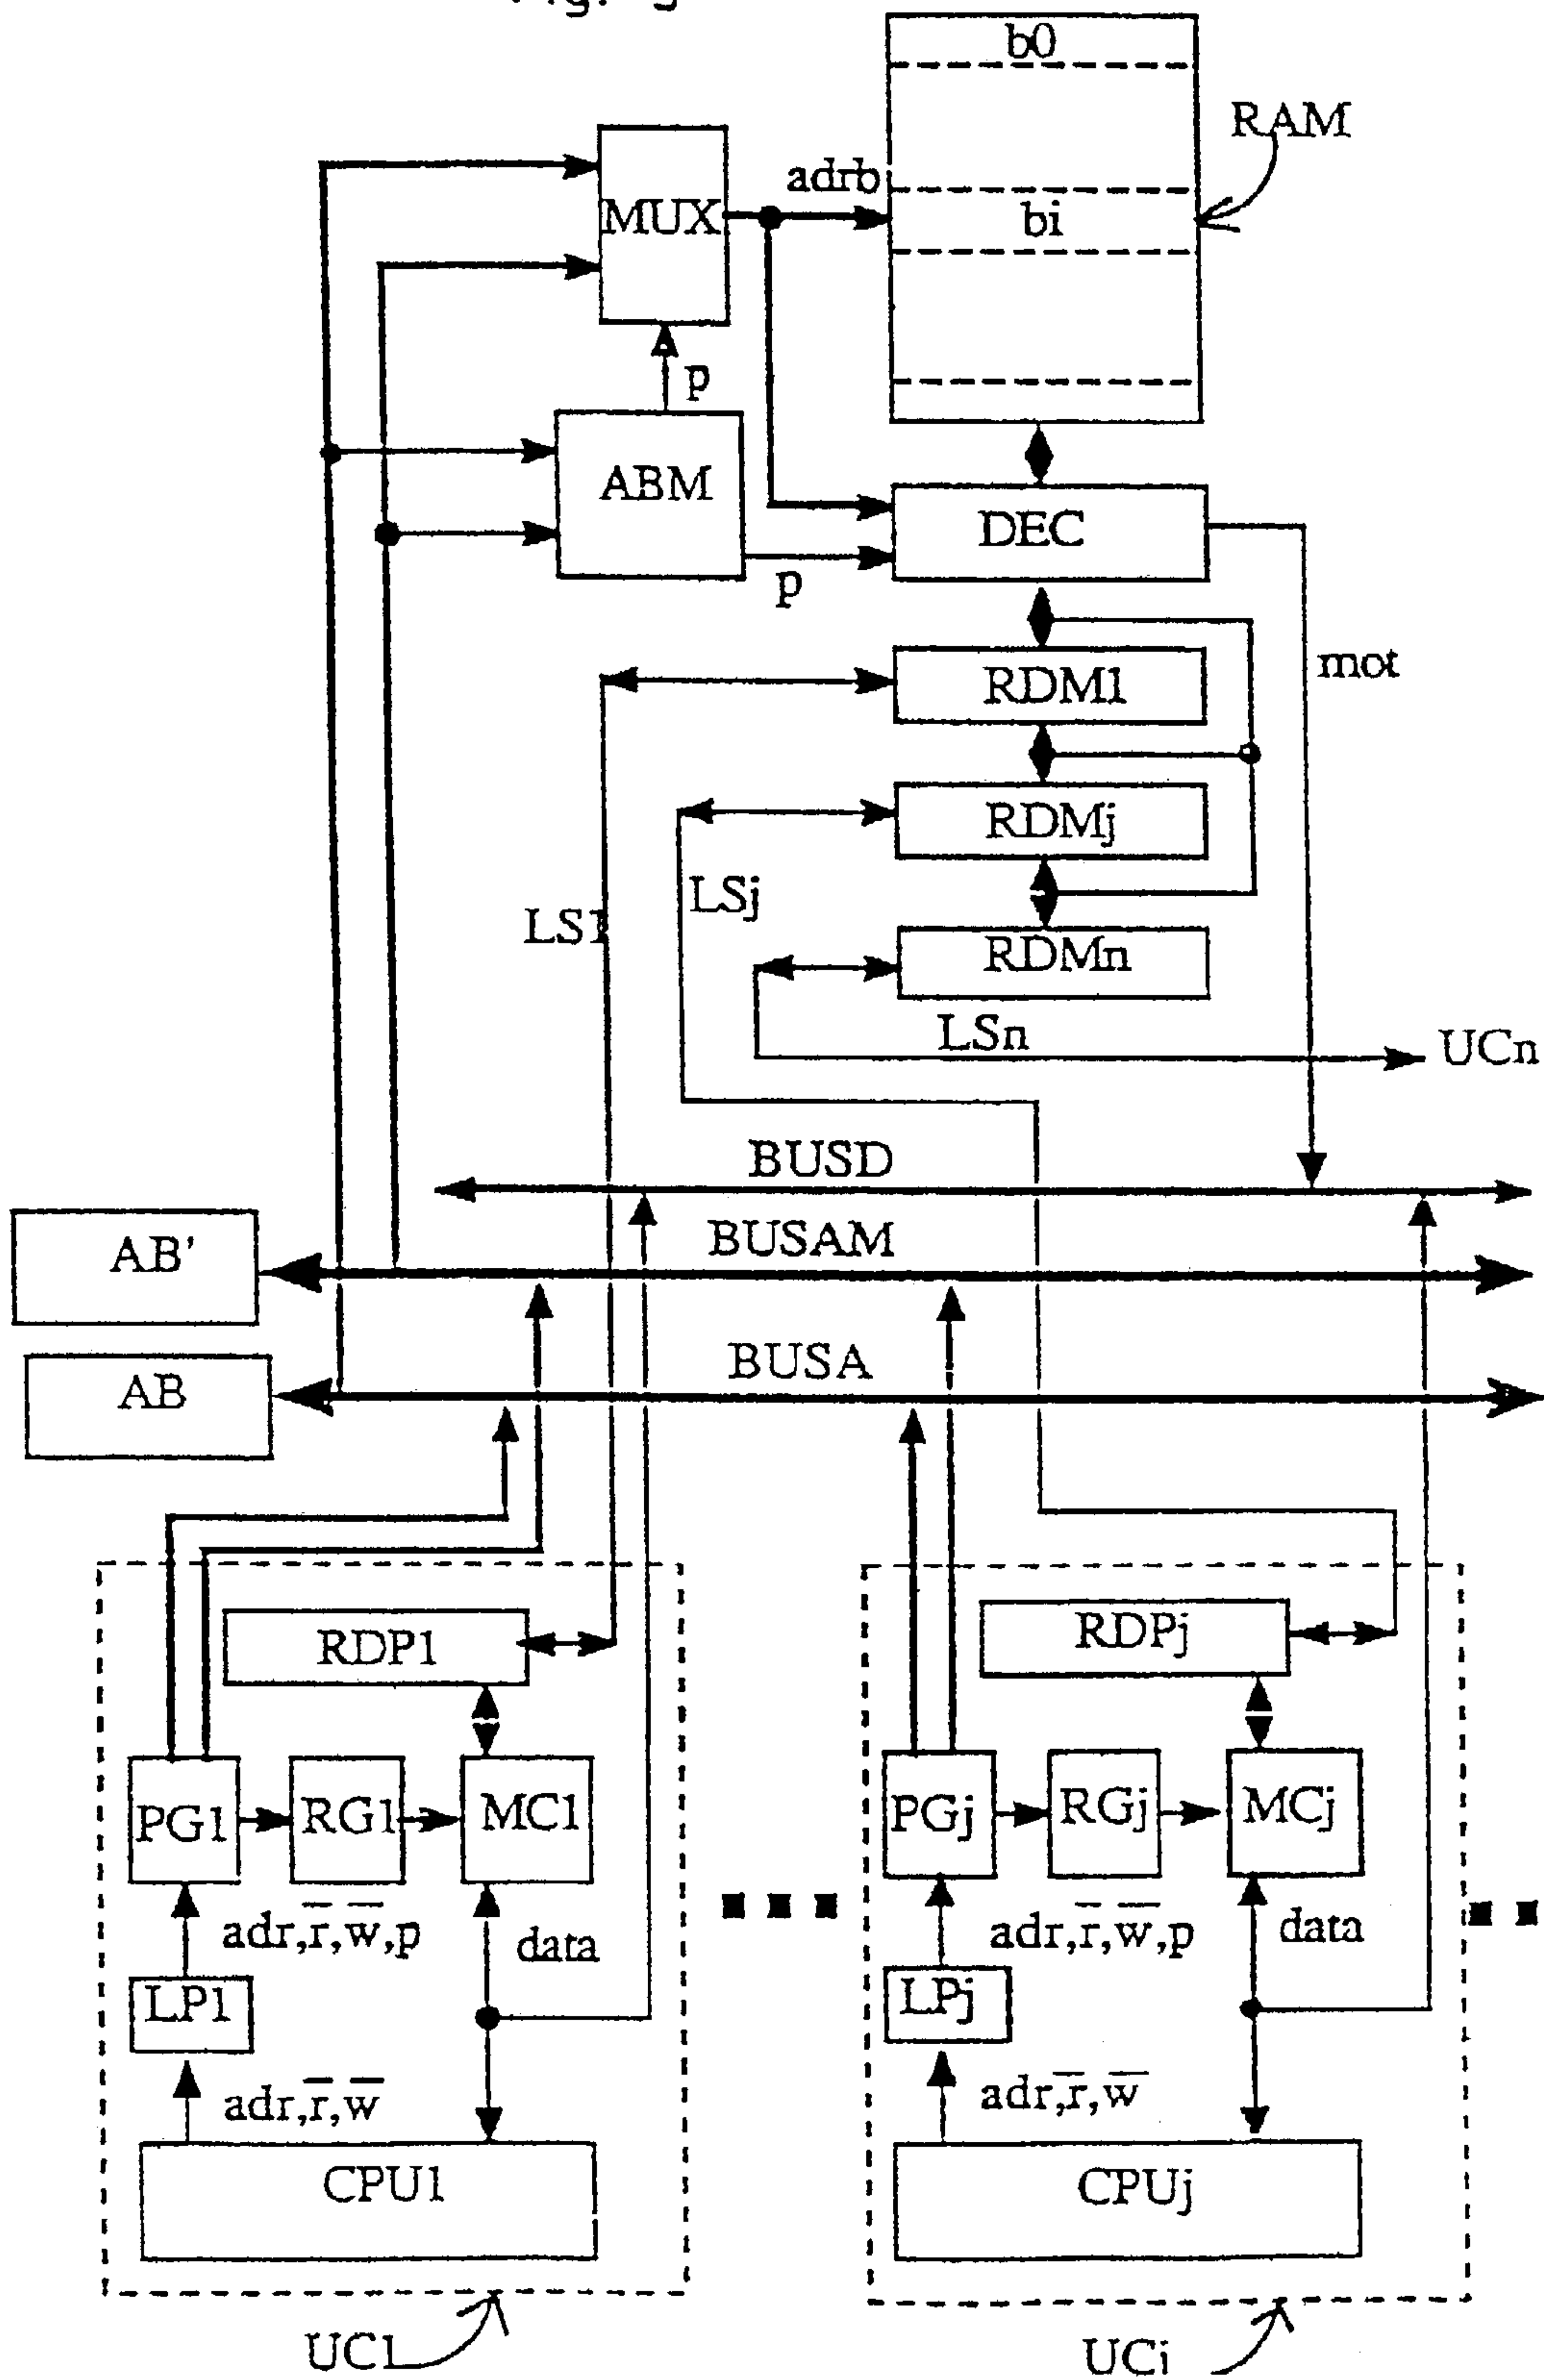 b0
RAM
adrb
MUX
bi
p
ABM
DEC
p
RDM1
mot
RDMj
LSj
LS1
RDMn
LSn
UCn
BUSD
AB'
BUSAM
BUSA
AB
RDP1
RDPj
PG1
RG1
MC1
PGj
RGj
MCj
adr,r̅,w̅,p
data
adr,r̅,w̅,p
data
LP1
LPj
adr,r̅,w̅
adr,r̅,w̅
CPU1
CPUj
UC1
UCi